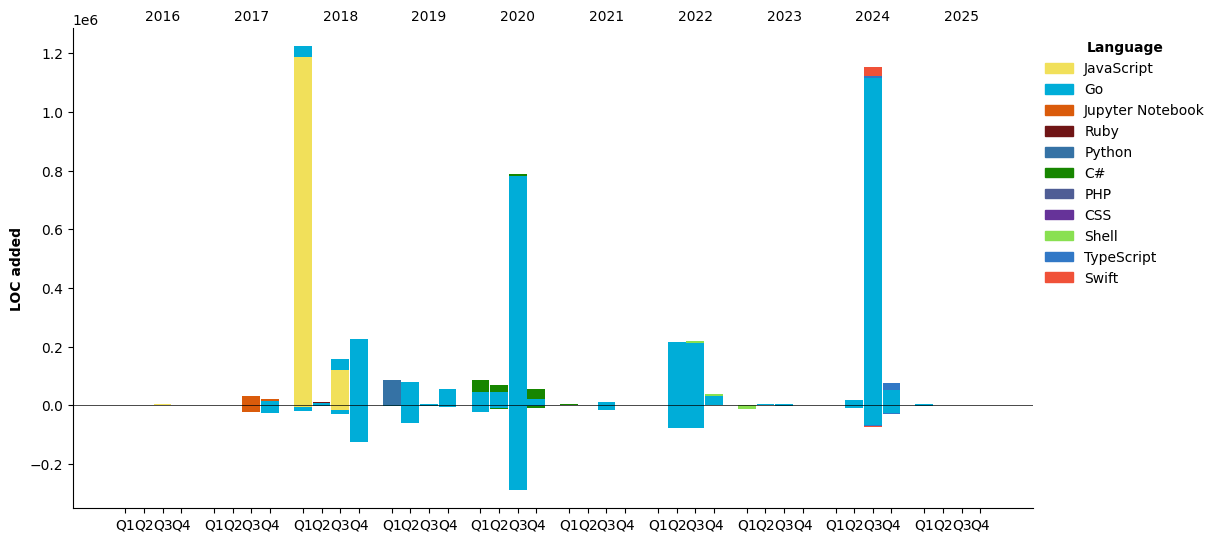 2016 2017 2018 2019 2020 2021 2022 2023 2024 2025
1e6
Language
JavaScript
Go
Jupyter Notebook
Ruby
Python
C#
PHP
CSS
Shell
TypeScript
Swift
1.2
1.0
0.8
0.6
0.4
0.2
0.0
−0.2
LOC added
Q1Q2Q3Q4 Q1Q2Q3Q4 Q1Q2Q3Q4 Q1Q2Q3Q4 Q1Q2Q3Q4 Q1Q2Q3Q4 Q1Q2Q3Q4 Q1Q2Q3Q4 Q1Q2Q3Q4 Q1Q2Q3Q4